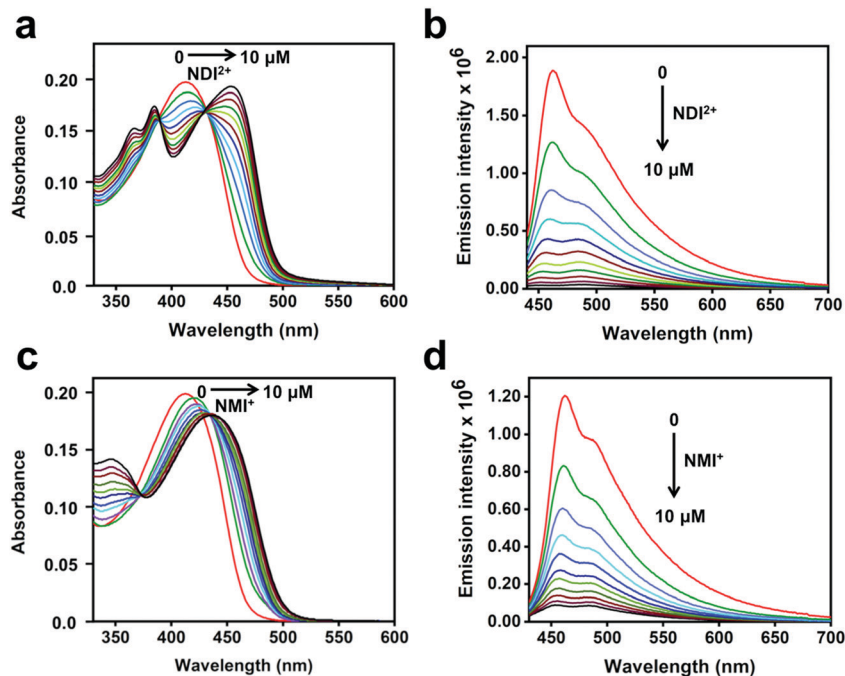 a
0 → 10 µM
NDI²⁺
Absorbance
0.20
0.15
0.10
0.05
0.0
350 400 450 500 550 600
Wavelength (nm)
b
Emission intensity x 10⁶
2.00
1.50
1.00
0.50
0.00
0
NDI²⁺
10 µM
450 500 550 600 650 700
Wavelength (nm)
c
0 → 10 µM
NMI⁺
Absorbance
0.20
0.15
0.10
0.05
0.0
350 400 450 500 550 600
Wavelength (nm)
d
Emission intensity x 10⁶
1.20
1.00
0.80
0.60
0.40
0.20
0.00
0
NMI⁺
10 µM
450 500 550 600 650 700
Wavelength (nm)